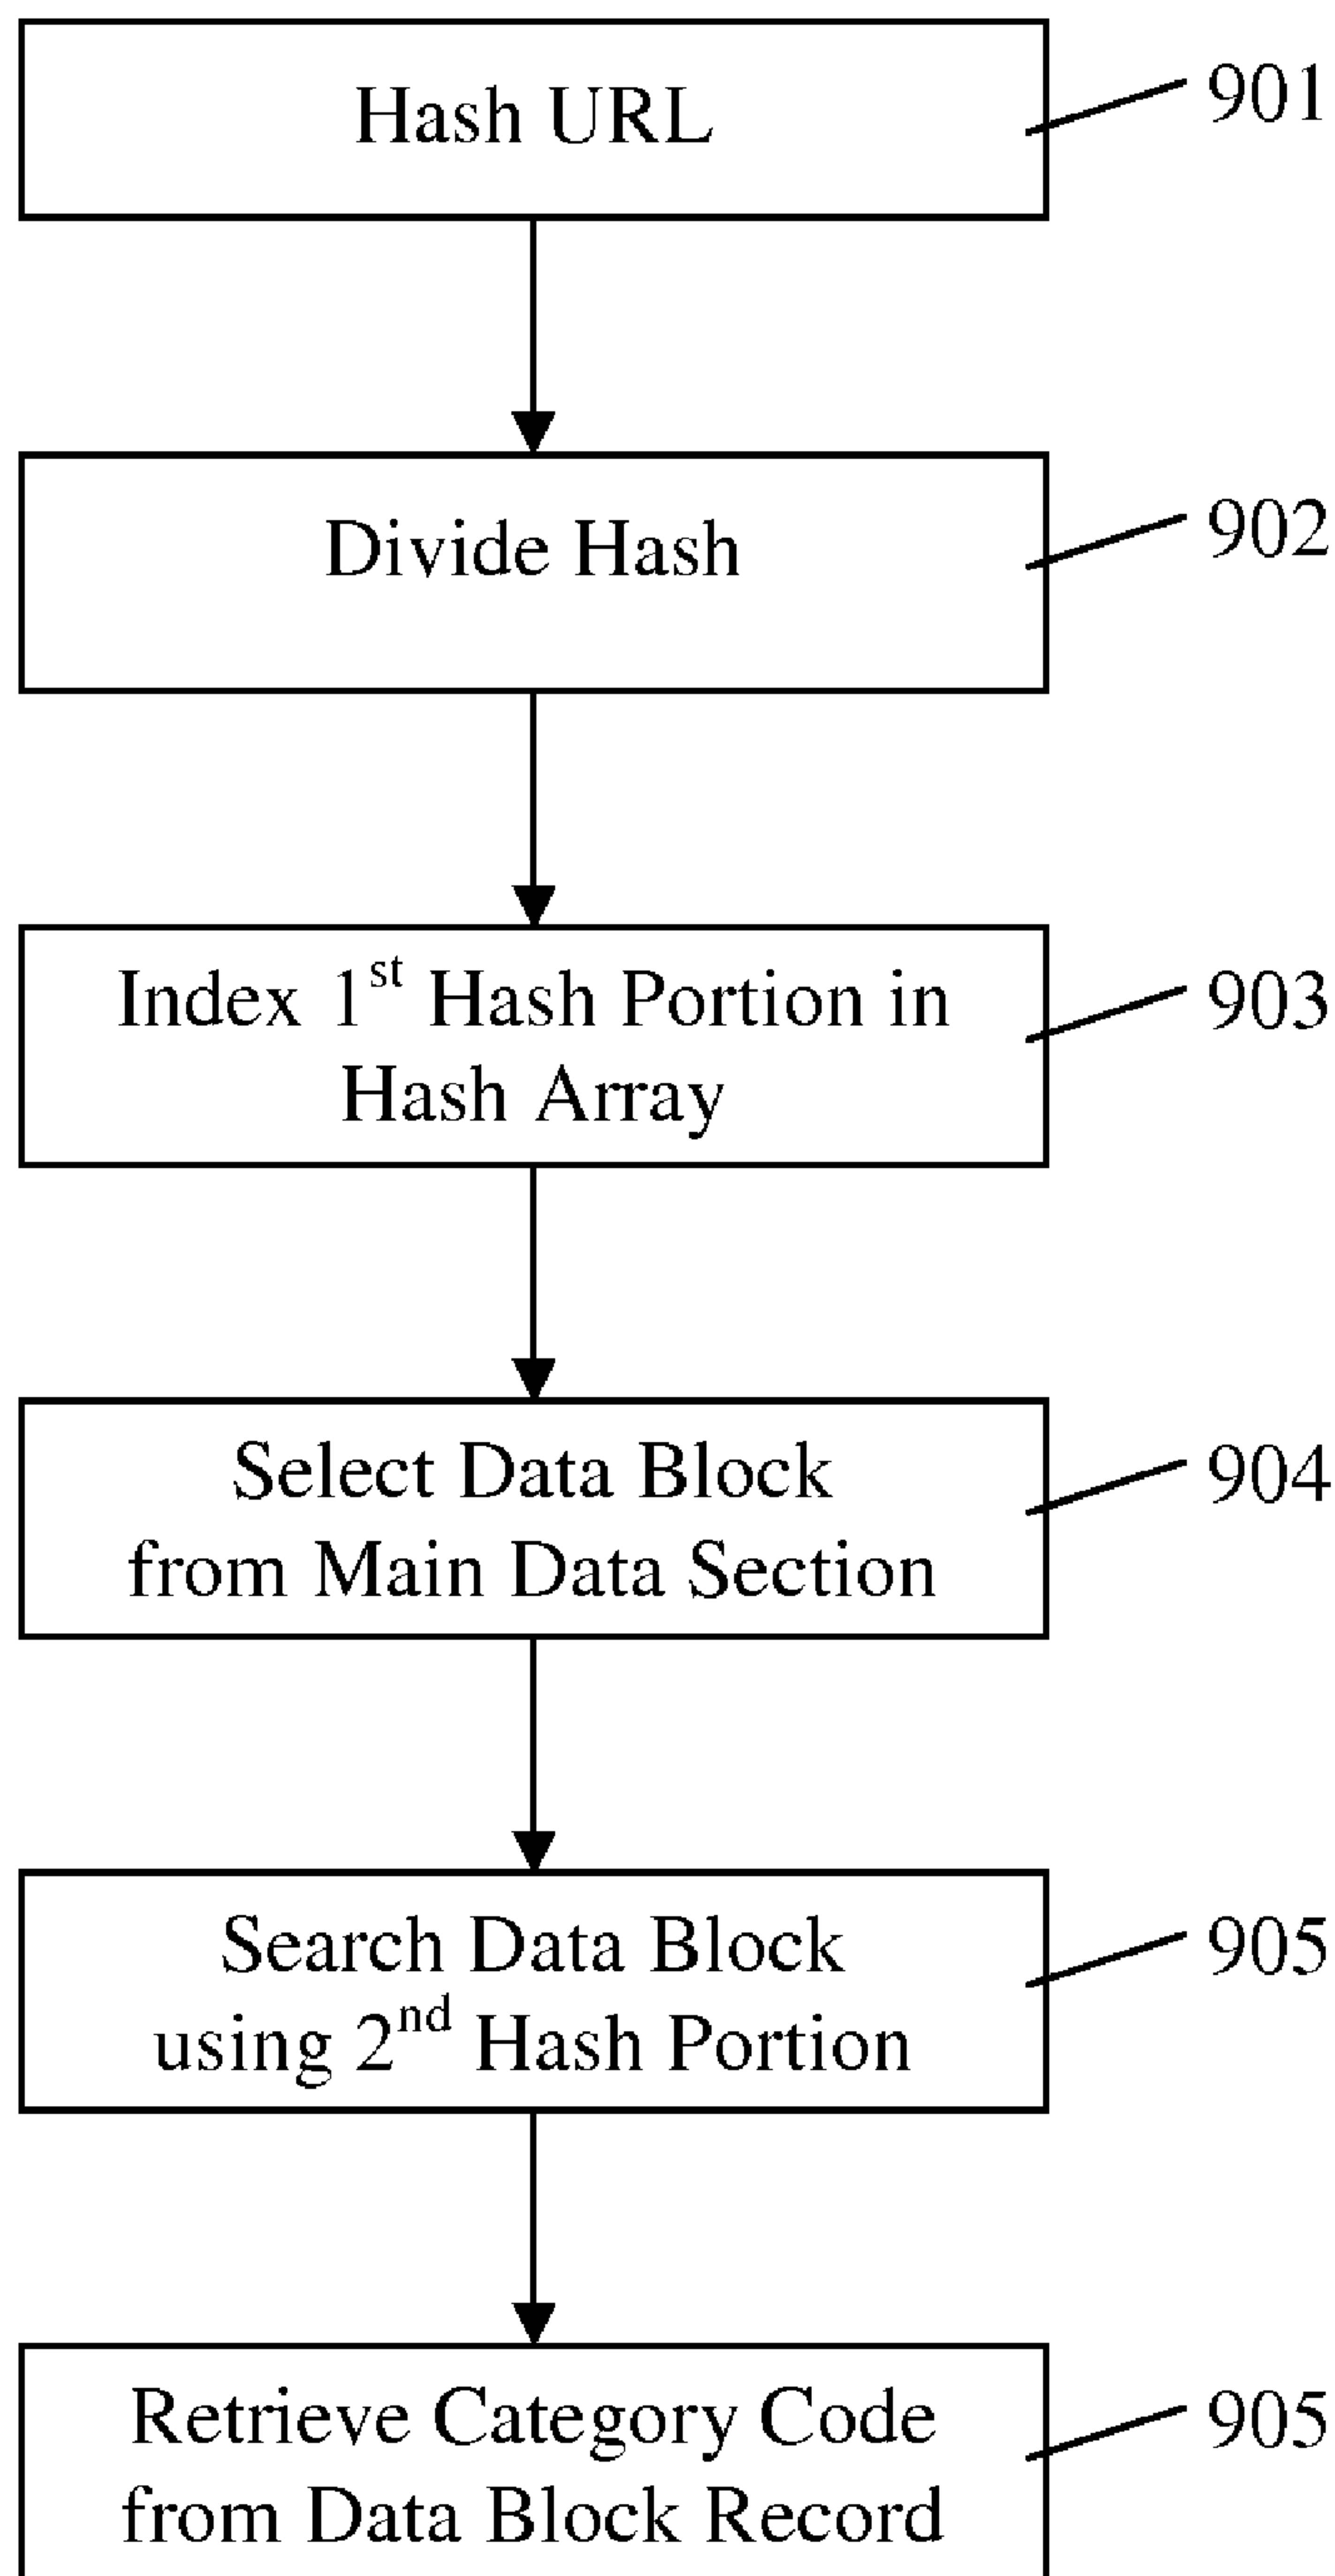 Hash URL
901
Divide Hash
902
Index 1st Hash Portion in
Hash Array
903
Select Data Block
from Main Data Section
904
Search Data Block
using 2nd Hash Portion
905
Retrieve Category Code
from Data Block Record
905